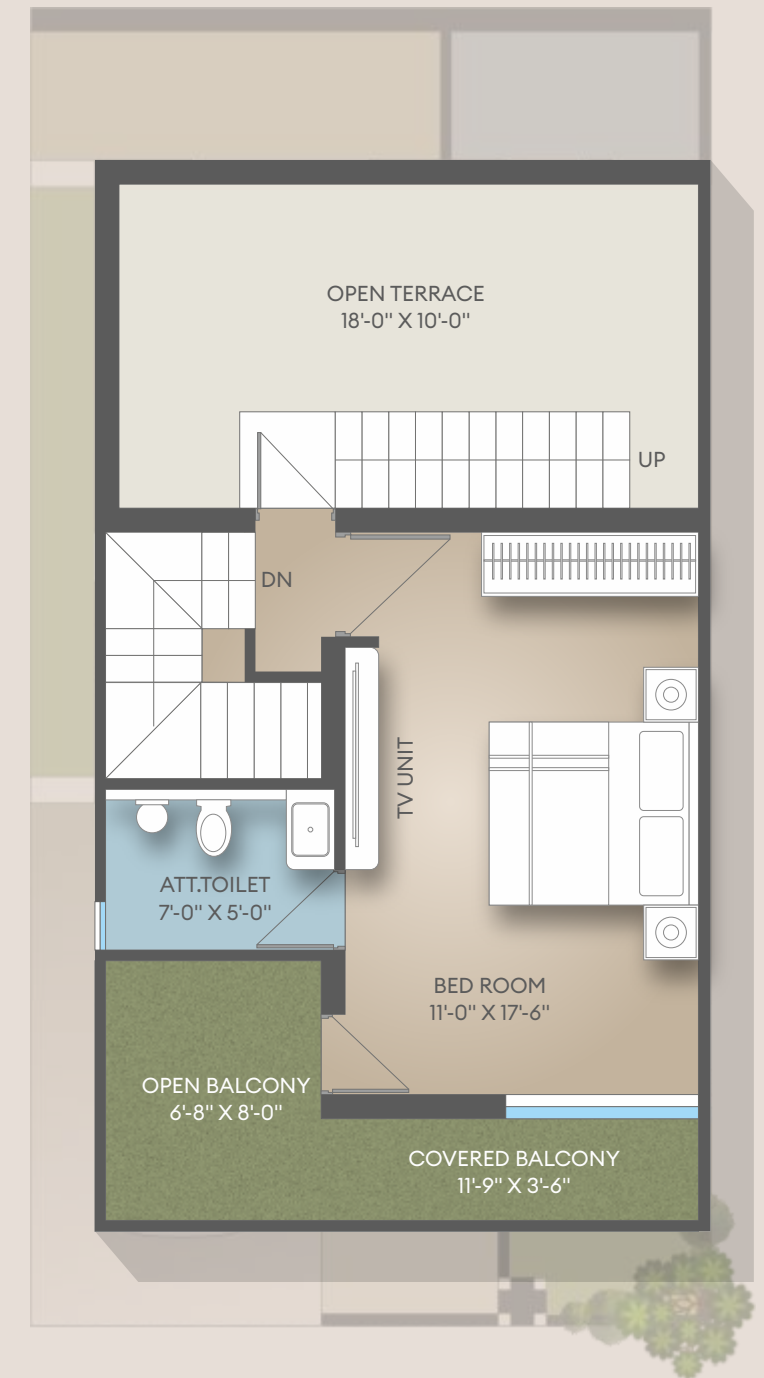 OPEN TERRACE
18'-0" X 10'-0"
UP
DN
TV UNIT
ATT.TOILET
7'-0" X 5'-0"
BED ROOM
11'-0" X 17'-6"
OPEN BALCONY
6'-8" X 8'-0"
COVERED BALCONY
11'-9" X 3'-6"